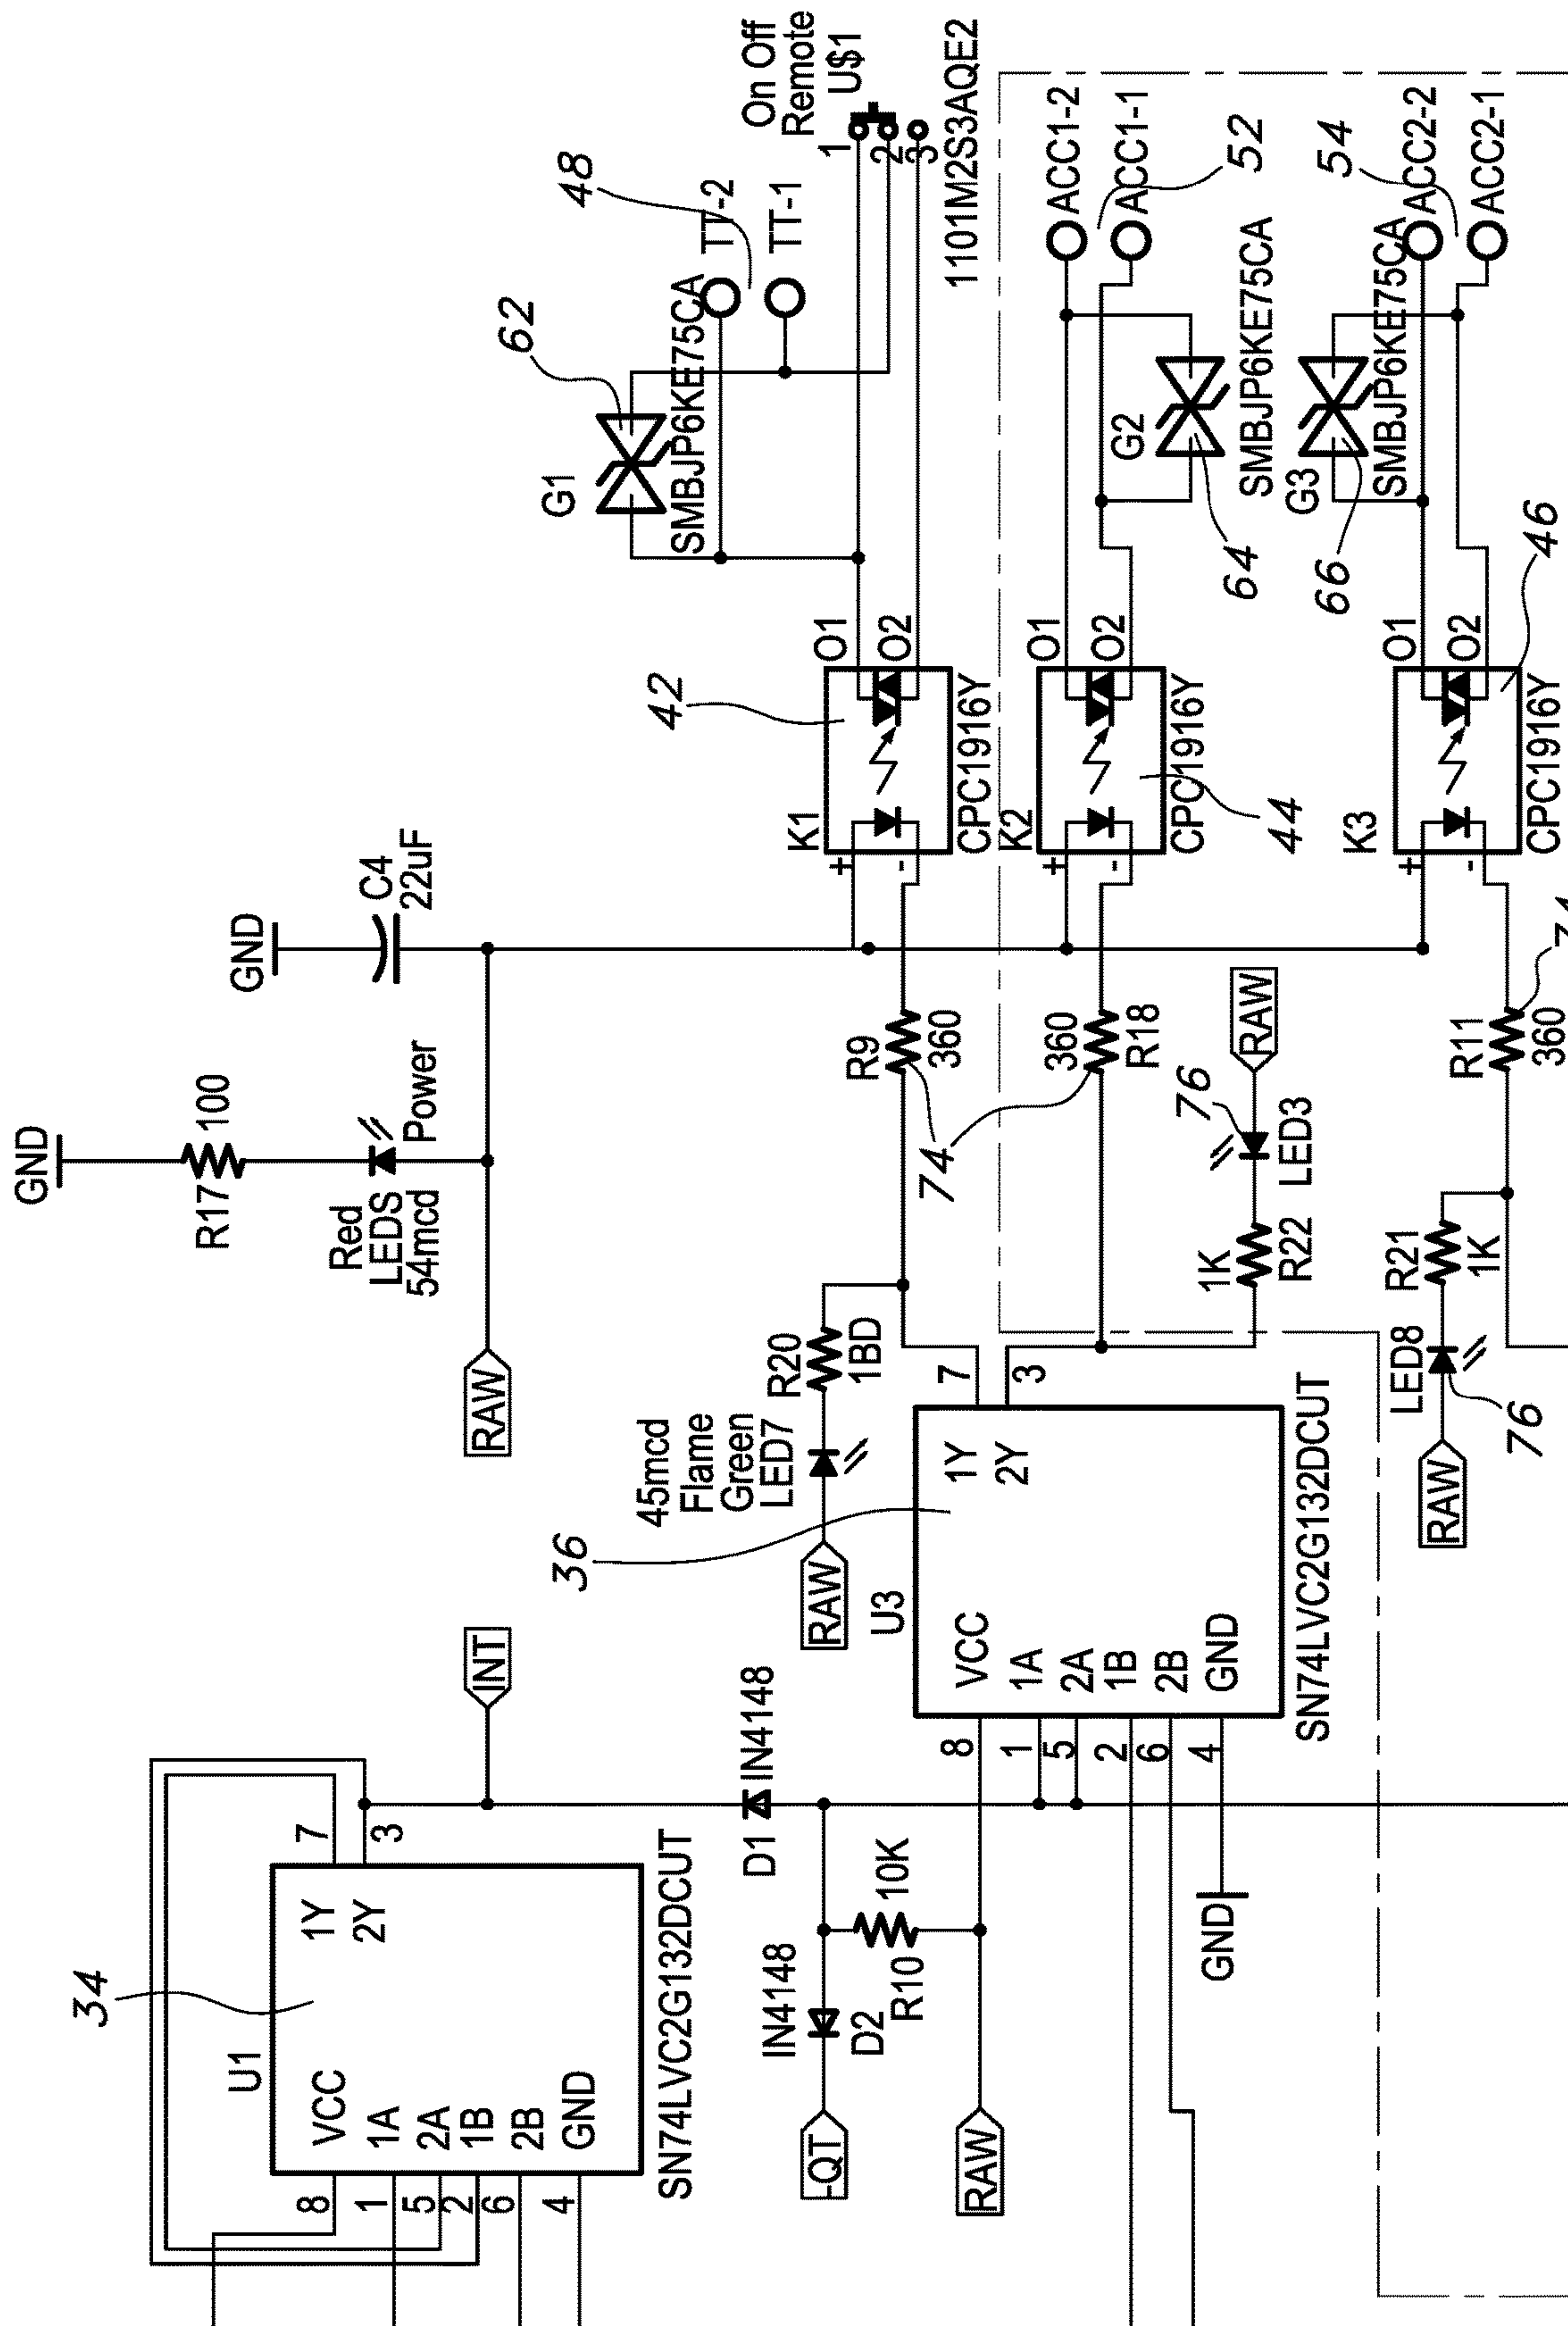 GND
R17
100
Red
LEDS
54mcd
Power
RAW
GND
C4
22uF
34
U1
VCC
1A
2A
1B
2B
GND
8
1
5
2
6
4
1Y
2Y
7
3
SN74LVC2G132DCUT
INT
D1
IN4148
IN4148
D2
-QT
R10
10K
RAW
GND
36
45mcd
Flame
Green
LED7
RAW
R20
1BD
U3
VCC
1A
2A
1B
2B
GND
8
1
5
2
6
4
1Y
2Y
7
3
SN74LVC2G132DCUT
R9
360
74
360
R18
76
RAW
LED3
1K
R22
RAW
LED8
76
R21
1K
R11
360
42
K1
+
-
O1
O2
CPC1916Y
K2
+
-
O1
O2
CPC1916Y
44
K3
+
-
O1
O2
CPC1916Y
46
G1
62
SMBJP6KE75CA
48
TT-2
TT-1
On Off
Remote
U$1
1
2
3
1101M2S3AQE2
ACC1-2
ACC1-1
52
G2
64
SMBJP6KE75CA
G3
66
SMBJP6KE75CA
54
ACC2-2
ACC2-1